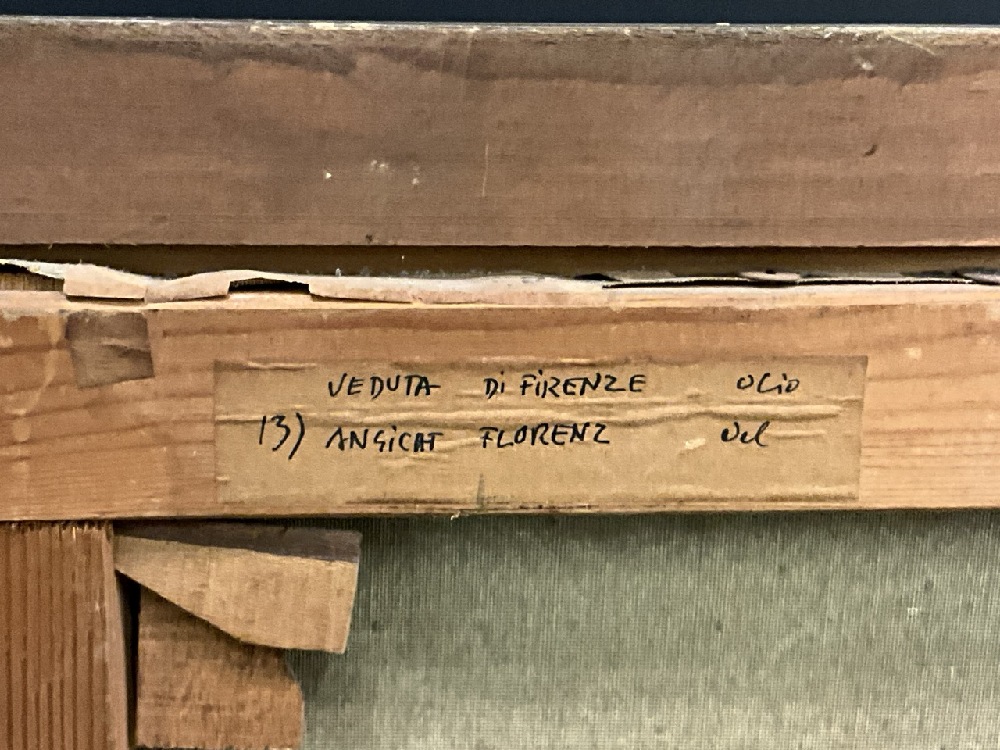 VEDUTA Di FiRENZE OLiO
13) ANSiCHT FLORENZ Oel